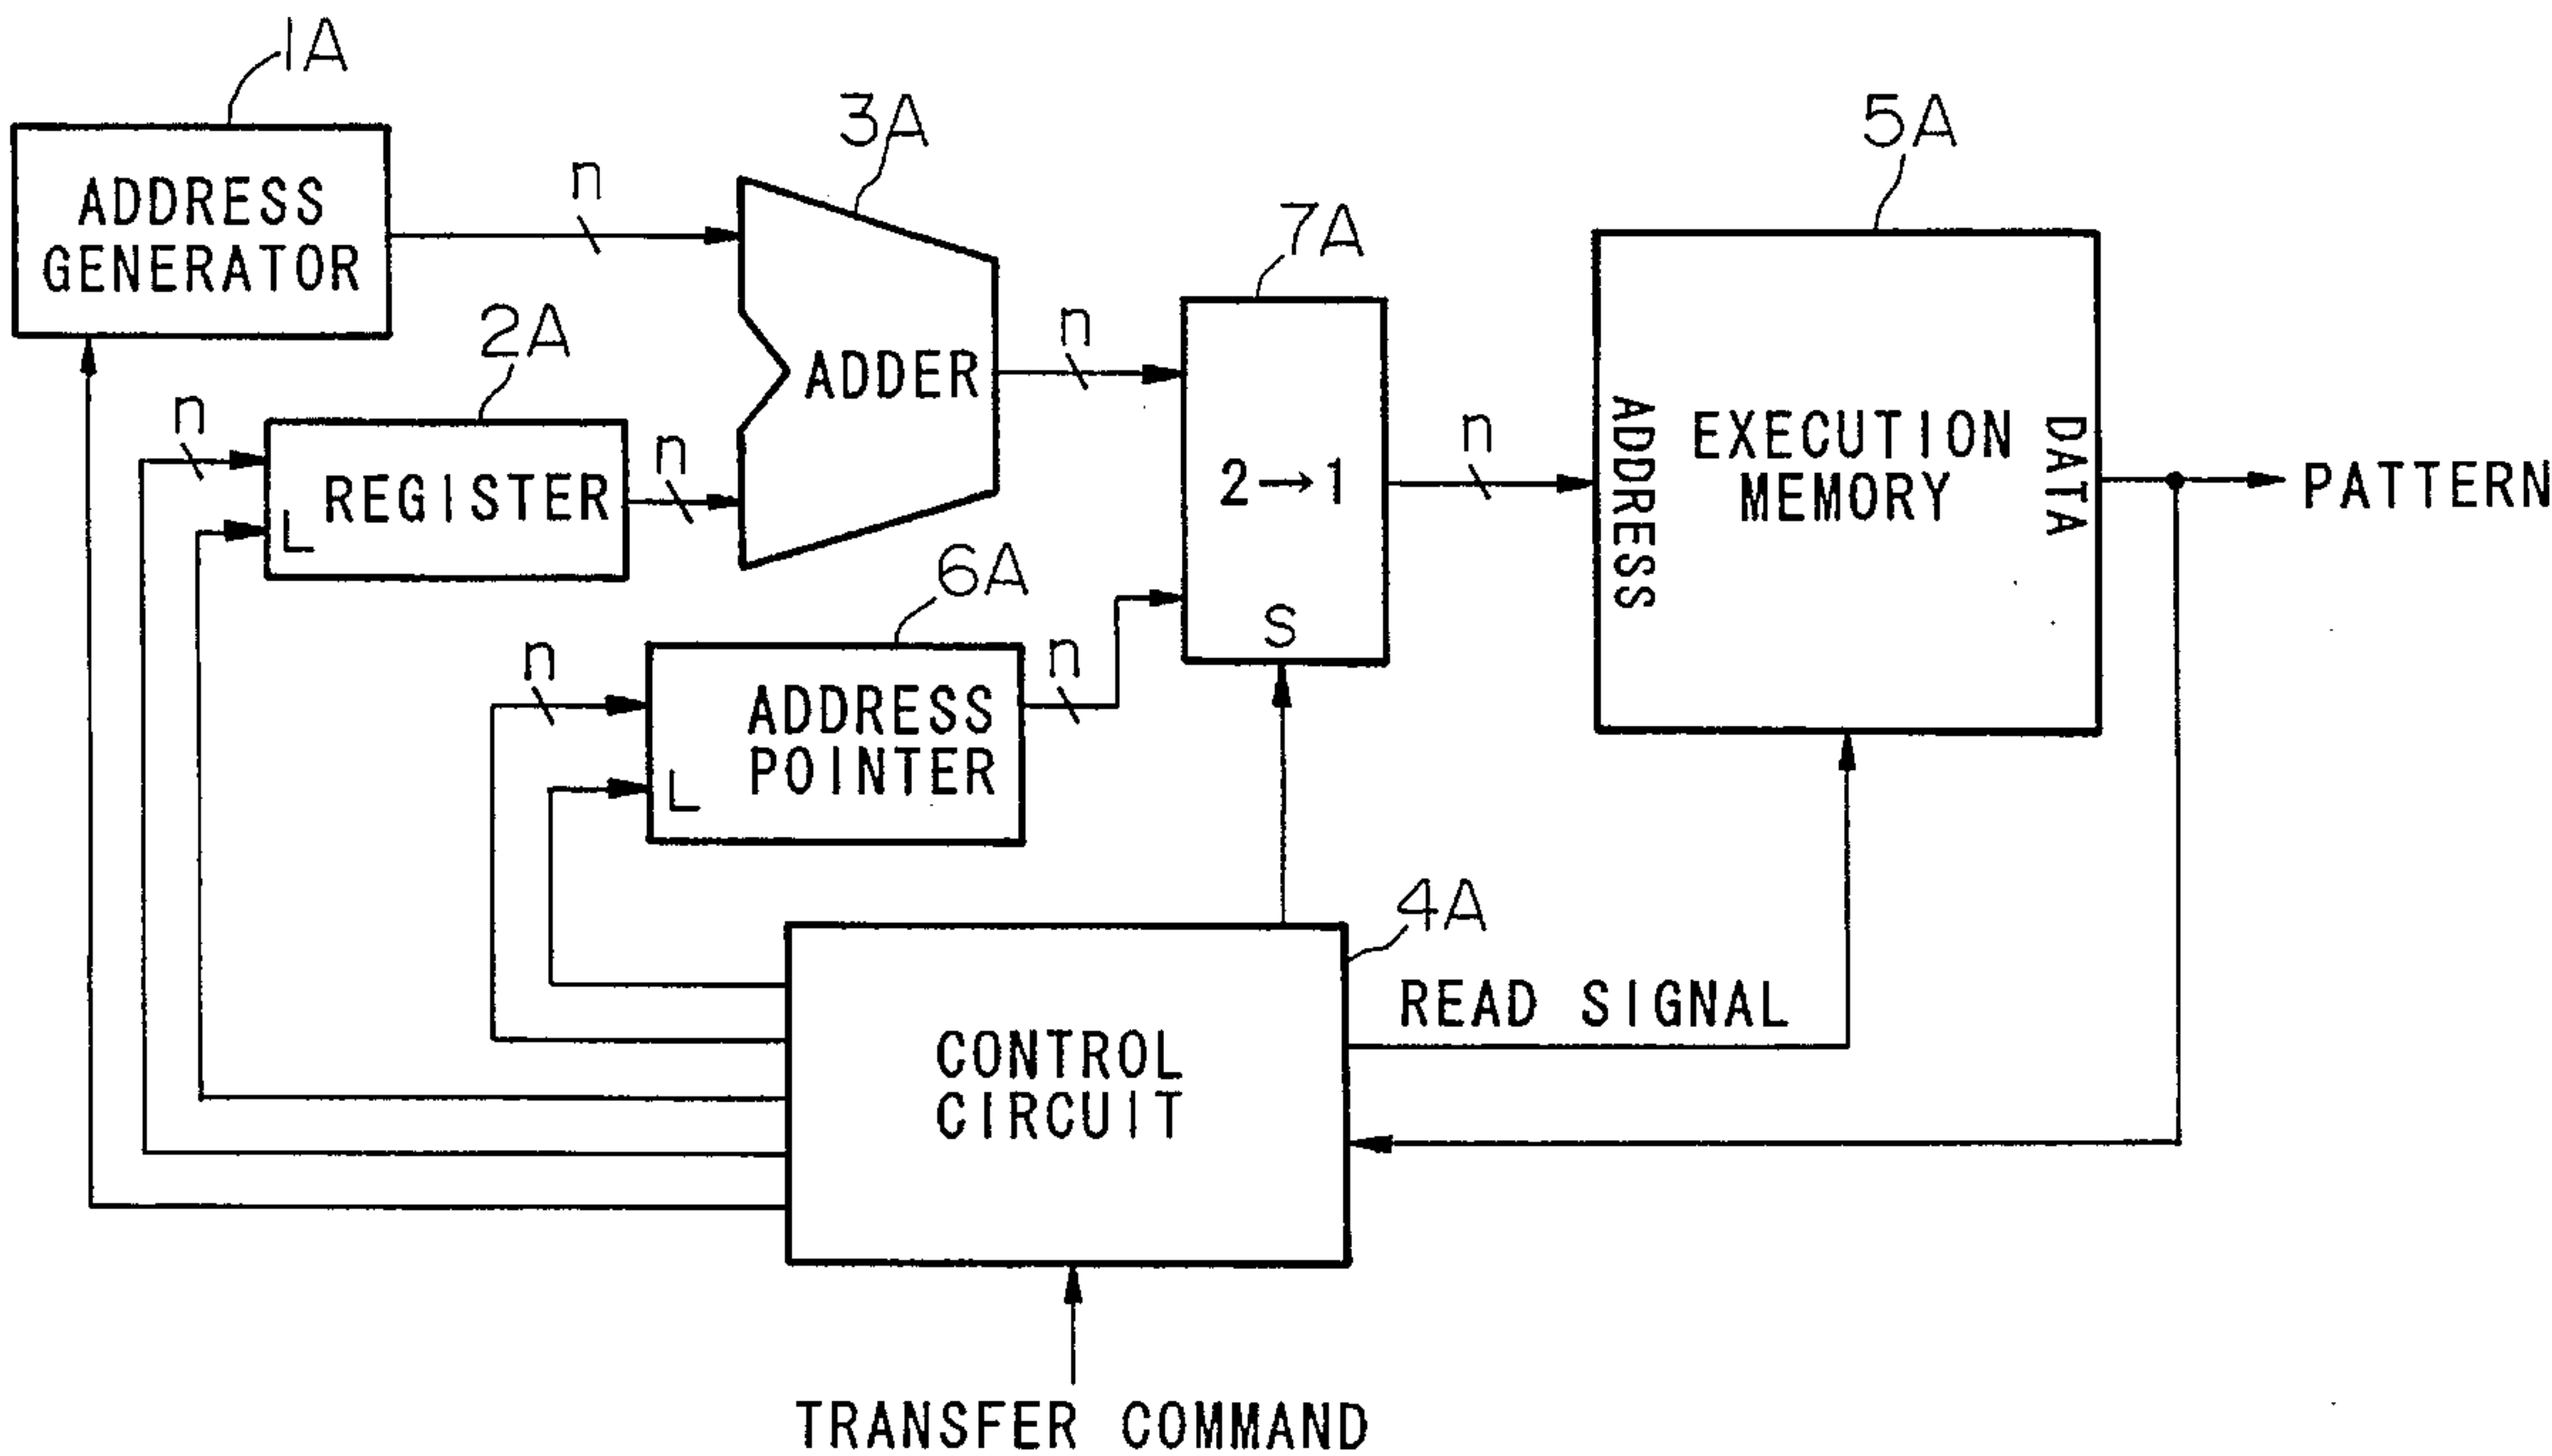 1A
ADDRESS
GENERATOR
n
3A
ADDER
n
2A
n
REGISTER
L
n
7A
2→1
S
n
5A
ADDRESS
EXECUTION
MEMORY
DATA
PATTERN
6A
n
ADDRESS
POINTER
L
n
4A
CONTROL
CIRCUIT
READ SIGNAL
TRANSFER COMMAND